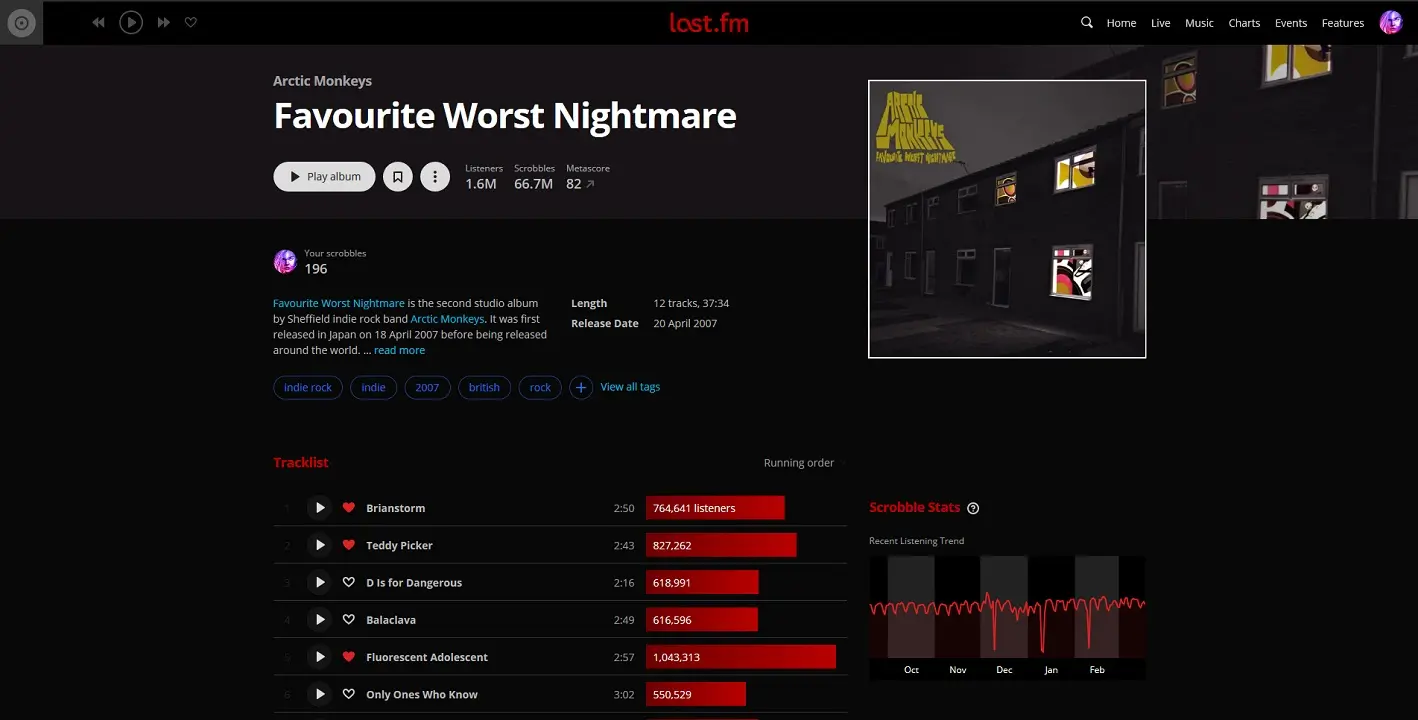 last.fm
Home Live Music Charts Events Features
Arctic Monkeys
Favourite Worst Nightmare
Play album
Listeners Scrobbles Metascore
1.6M 66.7M 82
ARCTIC
MONKEYS
FAVOURITE WORST NIGHTMARE
Your scrobbles
196
Favourite Worst Nightmare is the second studio album
by Sheffield indie rock band Arctic Monkeys. It was first
released in Japan on 18 April 2007 before being released
around the world. ... read more
Length 12 tracks, 37:34
Release Date 20 April 2007
indie rock indie 2007 british rock + View all tags
Tracklist Running order
1 Brianstorm 2:50 764,641 listeners
2 Teddy Picker 2:43 827,262
3 D Is for Dangerous 2:16 618,991
4 Balaclava 2:49 616,596
5 Fluorescent Adolescent 2:57 1,043,313
6 Only Ones Who Know 3:02 550,529
Scrobble Stats ?
Recent Listening Trend
Oct Nov Dec Jan Feb